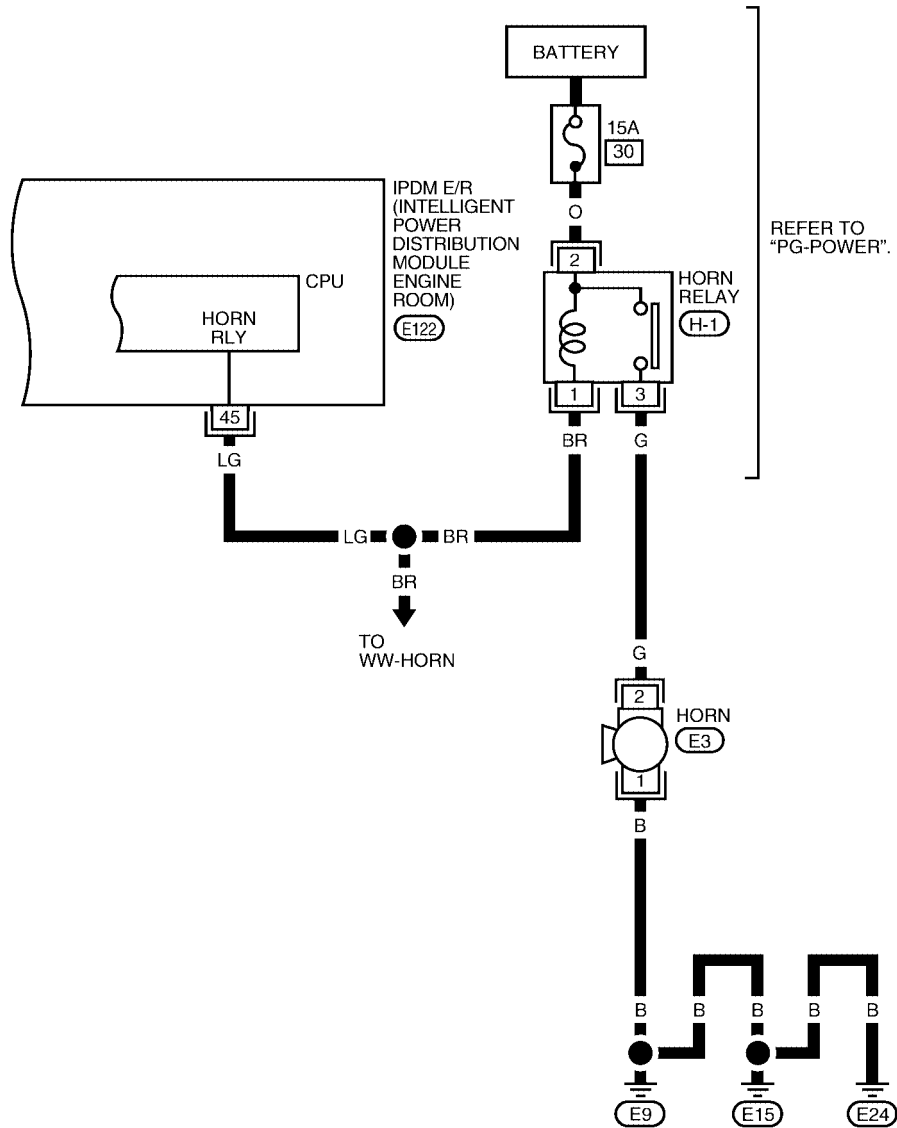 BATTERY
15A
30
O
REFER TO
“PG-POWER”.
IPDM E/R
(INTELLIGENT
POWER
DISTRIBUTION
MODULE
ENGINE
ROOM)
E122
CPU
HORN
RLY
45
LG
2
HORN
RELAY
H-1
1
3
BR
G
LG
BR
BR
TO
WW-HORN
G
2
HORN
E3
1
B
B
B
B
B
B
E9
E15
E24